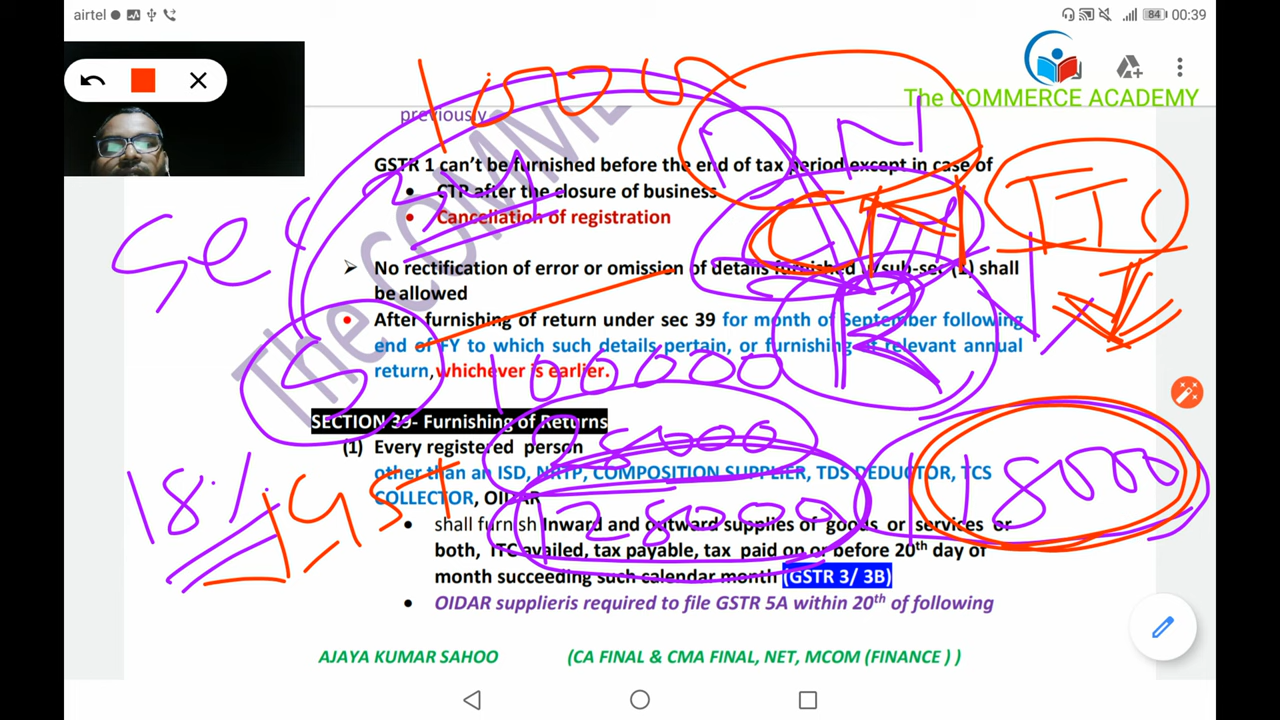 airtel
84 00:39
The COMMERCE ACADEMY
previously
GSTR 1 can't be furnished before the end of tax period except in case of
• CTP after the closure of business
• Cancellation of registration
No rectification of error or omission of details furnished sub-sec (1) shall
be allowed
• After furnishing of return under sec 39 for month of September following
end of FY to which such details pertain, or furnishing of relevant annual
return,whichever is earlier.
SECTION 39- Furnishing of Returns
(1) Every registered person
other than an ISD, NRTP, COMPOSITION SUPPLIER, TDS DEDUCTOR, TCS
COLLECTOR, OIDAR
• shall furnish Inward and outward supplies of goods or services or
both, ITC availed, tax payable, tax paid on or before 20th day of
month succeeding such calendar month (GSTR 3/ 3B)
• OIDAR supplieris required to file GSTR 5A within 20th of following
AJAYA KUMAR SAHOO (CA FINAL & CMA FINAL, NET, MCOM (FINANCE ) )
The COMME
Sec 34
DN
ITC
S
R
100000
128000
18000
18%
IGST